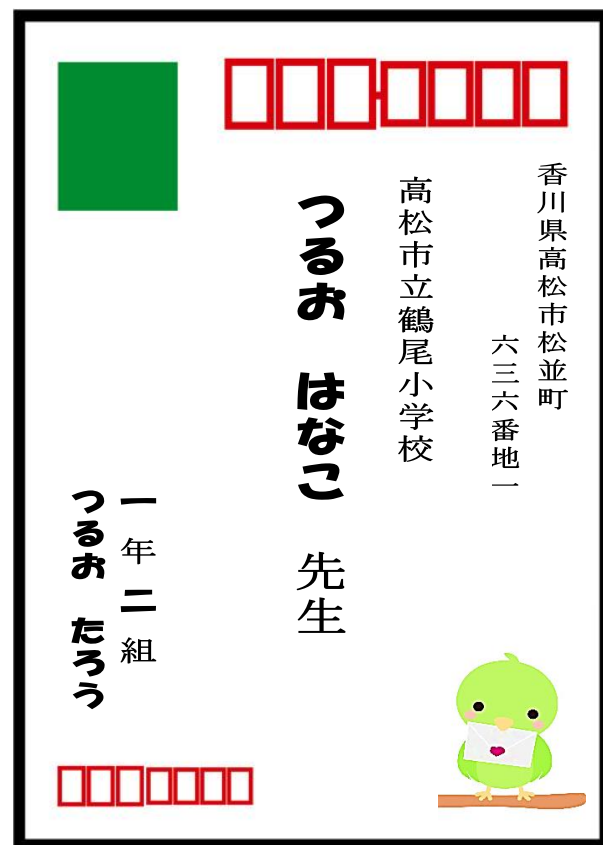 香川県高松市松並町
六三六番地一
高松市立鶴尾小学校
つるお　はなこ　先生
一年二組
つるお　たろう